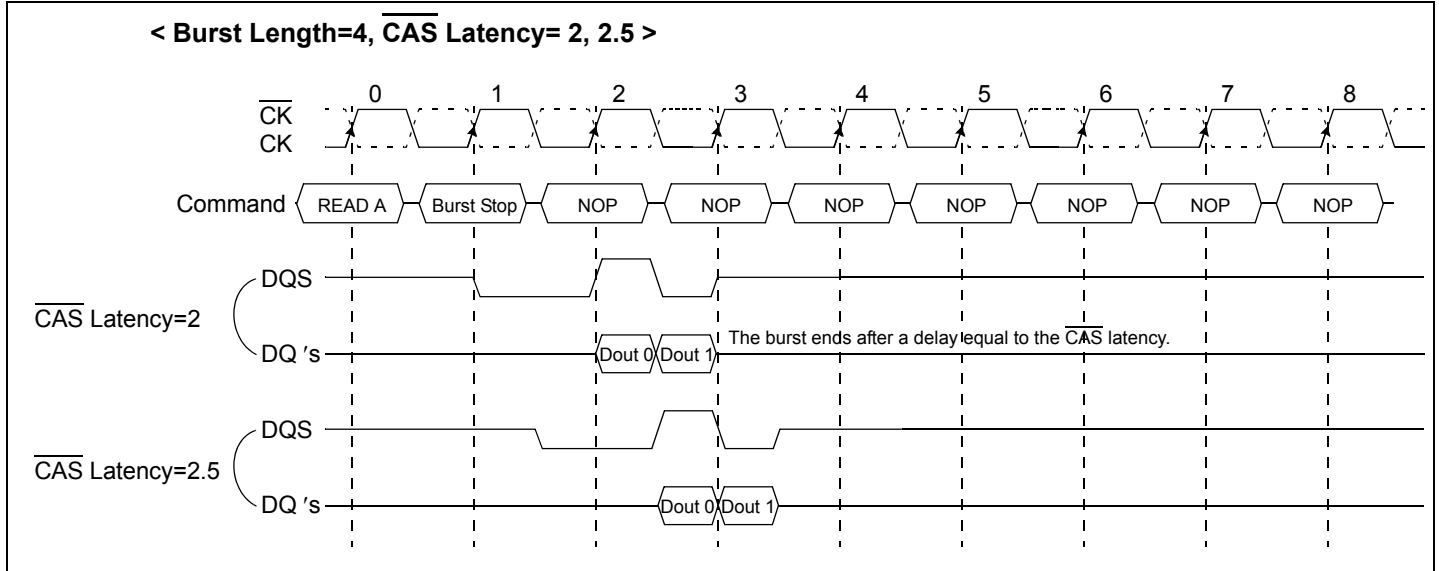 < Burst Length=4, CAS Latency= 2, 2.5 >
0 1 2 3 4 5 6 7 8
CK
CK
Command READ A Burst Stop NOP NOP NOP NOP NOP NOP NOP
DQS
CAS Latency=2
The burst ends after a delay equal to the CAS latency.
DQ 's Dout 0 Dout 1
DQS
CAS Latency=2.5
DQ 's Dout 0 Dout 1